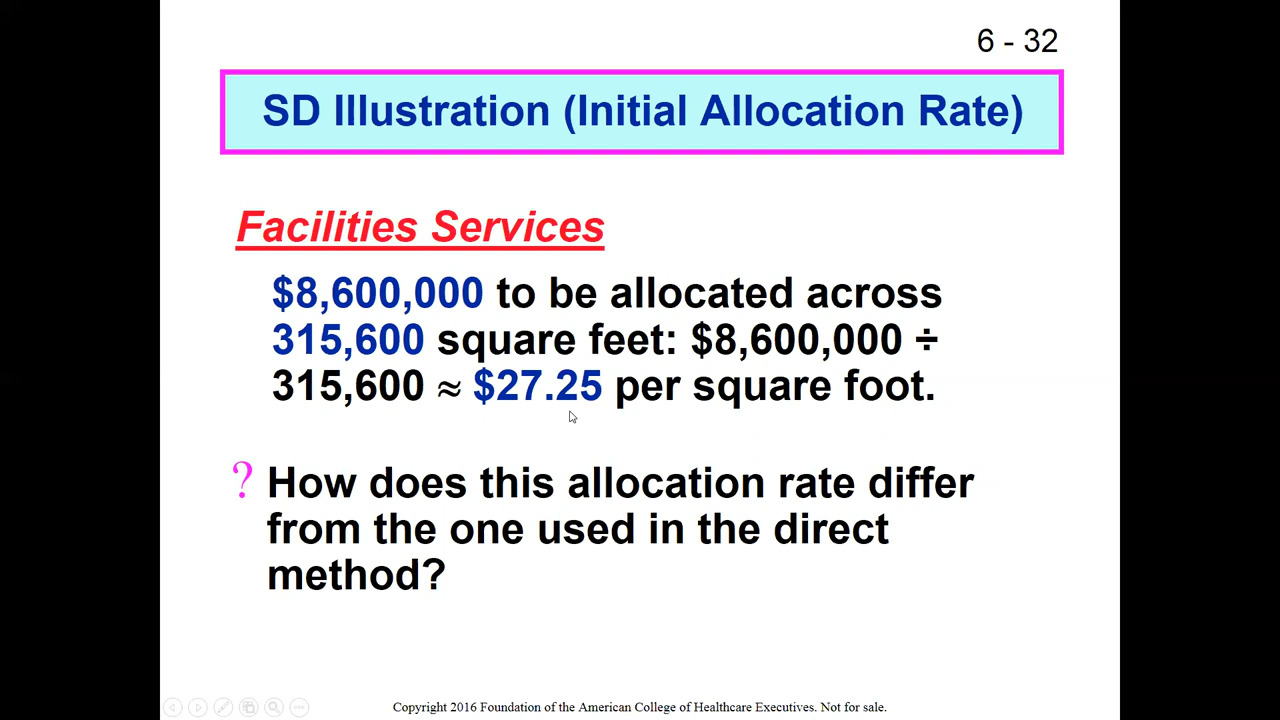 6 - 32
SD Illustration (Initial Allocation Rate)
Facilities Services
$8,600,000 to be allocated across
315,600 square feet: $8,600,000 ÷
315,600 ≈ $27.25 per square foot.
? How does this allocation rate differ
from the one used in the direct
method?
Copyright 2016 Foundation of the American College of Healthcare Executives. Not for sale.